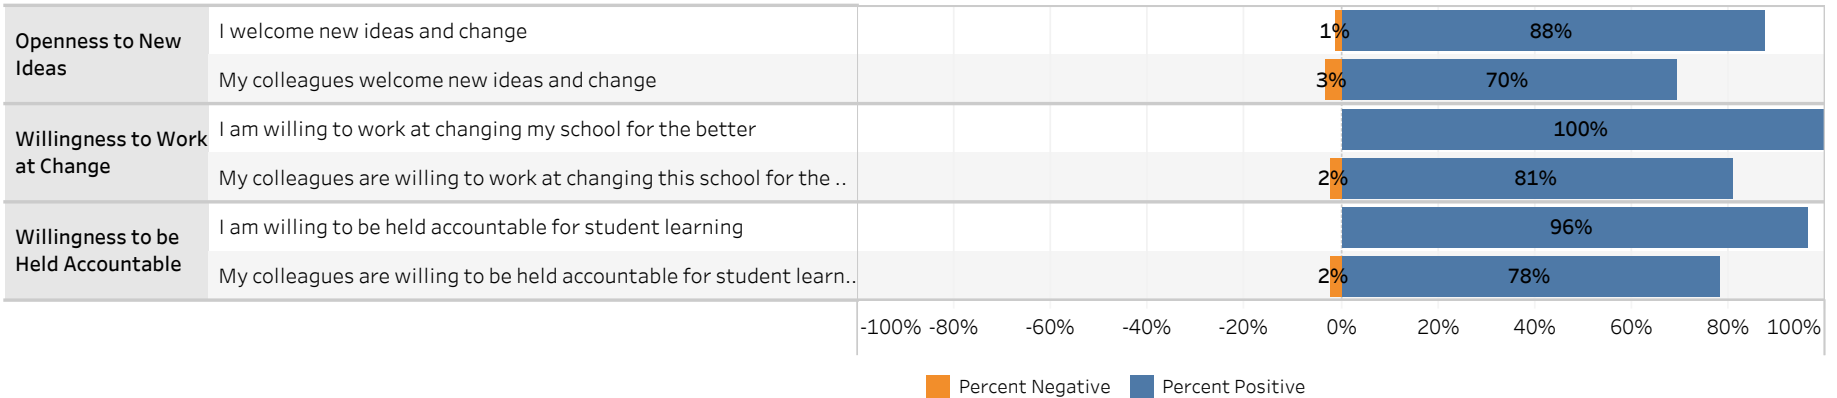 Openness to New
Ideas
I welcome new ideas and change
1%
88%
My colleagues welcome new ideas and change
3%
70%
Willingness to Work
at Change
I am willing to work at changing my school for the better
100%
My colleagues are willing to work at changing this school for the ..
2%
81%
Willingness to be
Held Accountable
I am willing to be held accountable for student learning
96%
My colleagues are willing to be held accountable for student learn..
2%
78%
-100% -80% -60% -40% -20% 0% 20% 40% 60% 80% 100%
Percent Negative Percent Positive